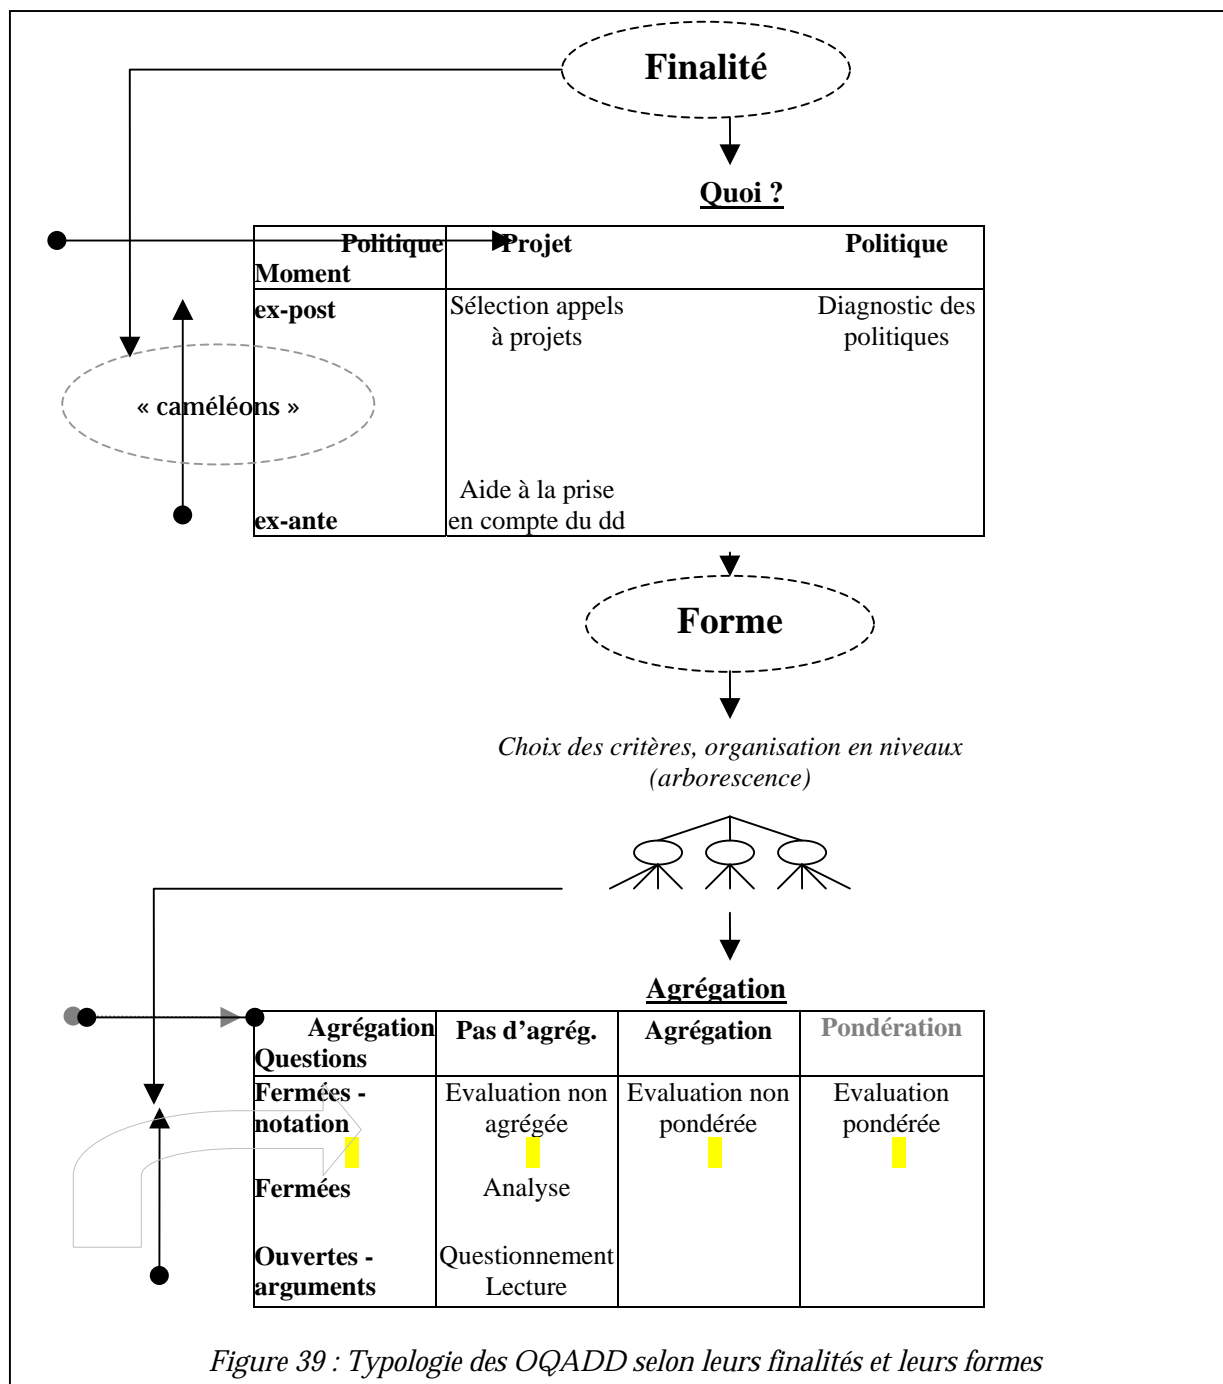 Finalité
Quoi ?
Politique Projet Politique
Moment
ex-post Sélection appels Diagnostic des
à projets politiques
« caméléons »
Aide à la prise
ex-ante en compte du dd
Forme
Choix des critères, organisation en niveaux
(arborescence)
Agrégation
Agrégation Pas d’agrég. Agrégation Pondération
Questions
Fermées - Evaluation non Evaluation non Evaluation
notation agrégée pondérée pondérée
Fermées Analyse
Ouvertes - Questionnement
arguments Lecture
Figure 39 : Typologie des OQADD selon leurs finalités et leurs formes